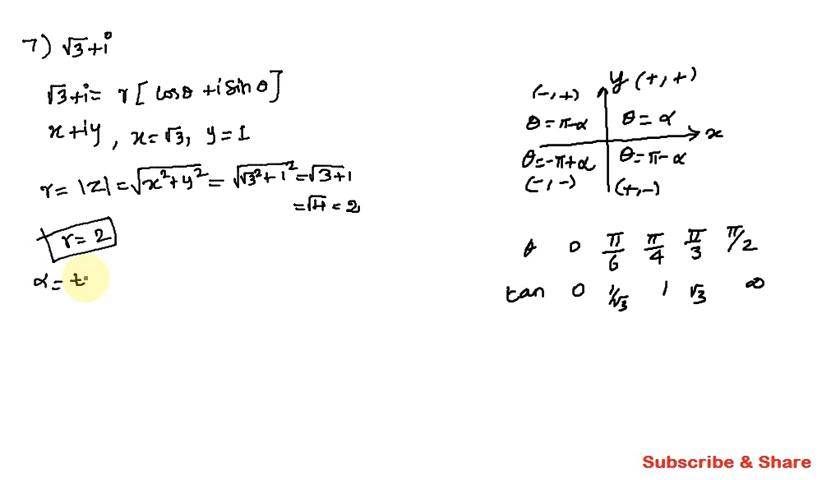 7) √3+i
√3+i = r [ cosθ + i sin θ ]
x+iy , x=√3, y=1
r = |z| = √x²+y² = √√3²+1² = √3+1
= √4 = 2
r = 2
α = t
y (+,+)
(-,+)
θ=π-α θ=α
x
θ=-π+α θ=π-α
(-,-) (+,-)
θ 0 π/6 π/4 π/3 π/2
tan 0 1/√3 1 √3 ∞
Subscribe & Share